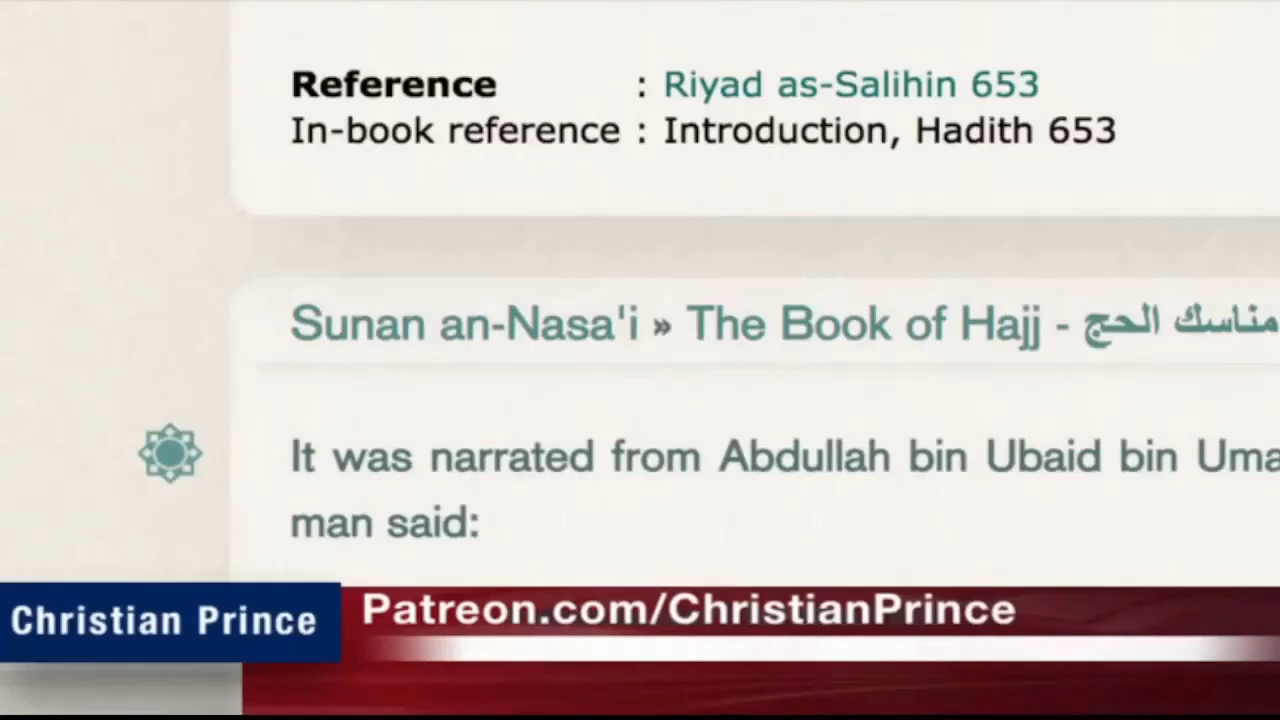 Reference : Riyad as-Salihin 653
In-book reference : Introduction, Hadith 653
Sunan an-Nasa'i » The Book of Hajj - مناسك الحج
It was narrated from Abdullah bin Ubaid bin
man said:
Christian Prince
Patreon.com/ChristianPrince